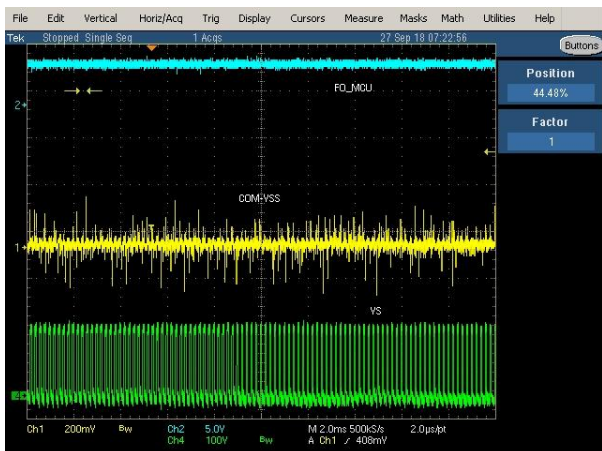 File Edit Vertical Horiz/Acq Trig Display Cursors Measure Masks Math Utilities Help
Tek Stopped Single Seq 1 Acqs 27 Sep 18 07:22:56
Buttons
Position
44.48%
Factor
1
FO_MCU
2
COM-VSS
1
VS
Ch1 200mV Bw Ch2 5.0V M 2.0ms 500kS/s 2.0µs/pt
Ch4 100V Bw A Ch1 / 408mV